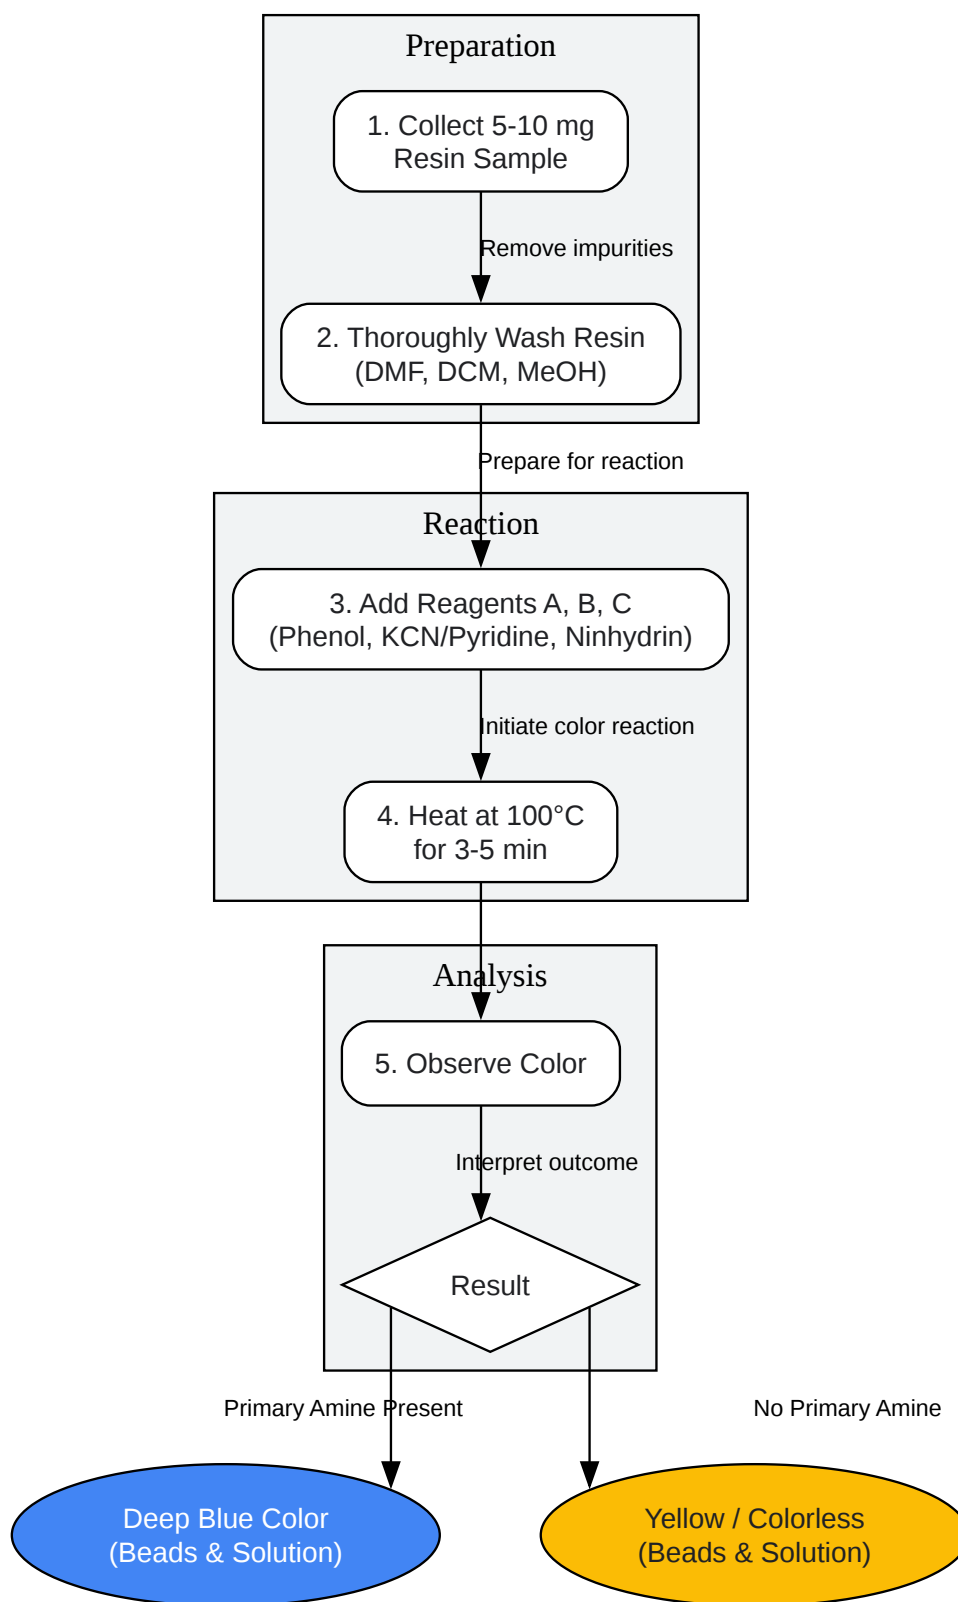 Preparation
1. Collect 5-10 mg
Resin Sample
Remove impurities
2. Thoroughly Wash Resin
(DMF, DCM, MeOH)
Prepare for reaction
Reaction
3. Add Reagents A, B, C
(Phenol, KCN/Pyridine, Ninhydrin)
Initiate color reaction
4. Heat at 100°C
for 3-5 min
Analysis
5. Observe Color
Interpret outcome
Result
Primary Amine Present
No Primary Amine
Deep Blue Color
(Beads & Solution)
Yellow / Colorless
(Beads & Solution)